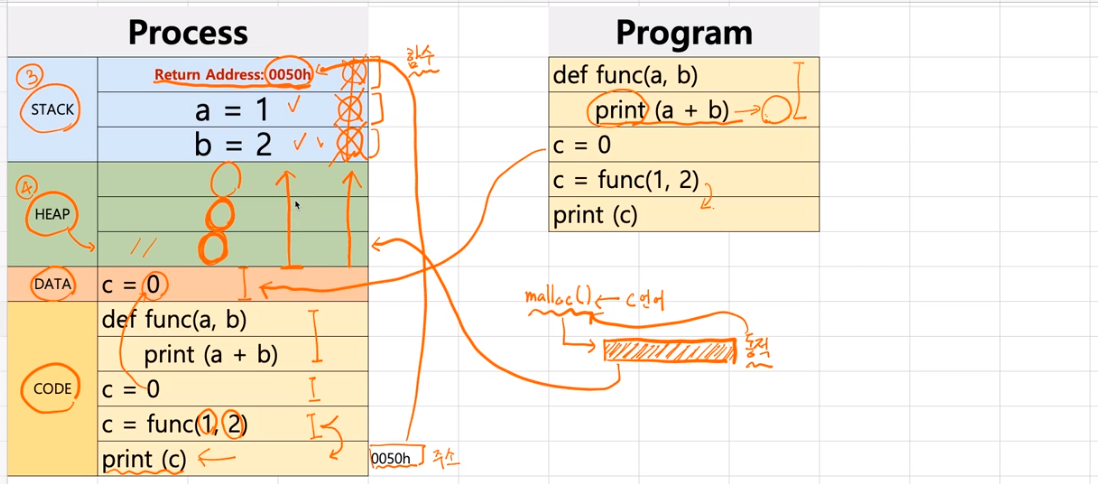 Process
③
STACK
Return Address: 0050h
a = 1
b = 2
④
HEAP
DATA
c = 0
CODE
def func(a, b)
print (a + b)
c = 0
c = func(1, 2)
print (c)
0050h
주소
함수
Program
def func(a, b)
print (a + b)
c = 0
c = func(1, 2)
print (c)
malloc() ← C언어
동적